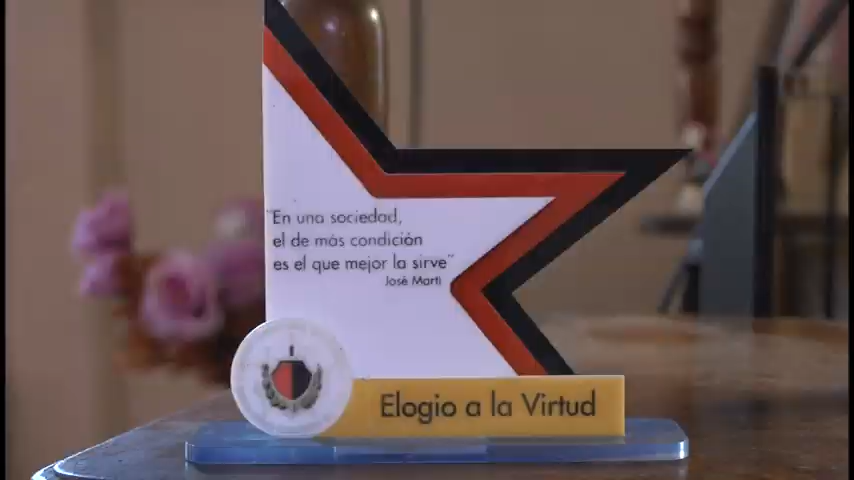 "En una sociedad,
el de más condición
es el que mejor la sirve"
José Martí
Elogio a la Virtud